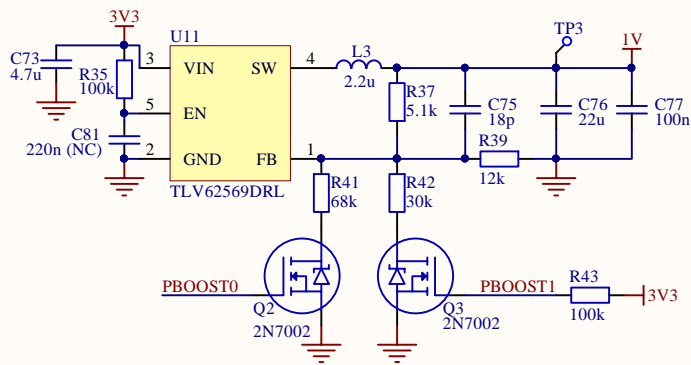 3V3
U11
TP3
1V
C73
4.7u
R35
100k
3
VIN
SW
4
L3
2.2u
R37
5.1k
C75
18p
C76
22u
C77
100n
5
EN
C81
220n (NC)
2
GND
FB
1
R39
12k
TLV62569DRL
R41
68k
R42
30k
PBOOST0
Q2
2N7002
Q3
2N7002
PBOOST1
R43
100k
3V3